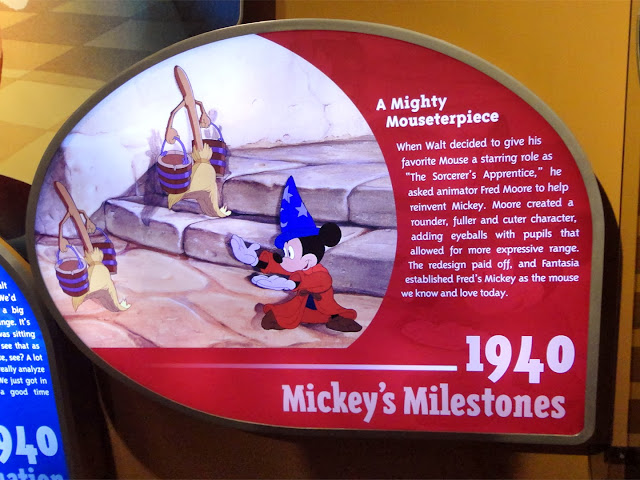 A Mighty
Mouseterpiece
When Walt decided to give his
favorite Mouse a starring role as
"The Sorcerer's Apprentice," he
asked animator Fred Moore to help
reinvent Mickey. Moore created a
rounder, fuller and cuter character,
adding eyeballs with pupils that
allowed for more expressive range.
The redesign paid off, and Fantasia
established Fred's Mickey as the mouse
we know and love today.
1940
Mickey's Milestones
We'd
a big
It's
was sitting
see that as
see? A lot
really analyze
We just got in
a good time
940